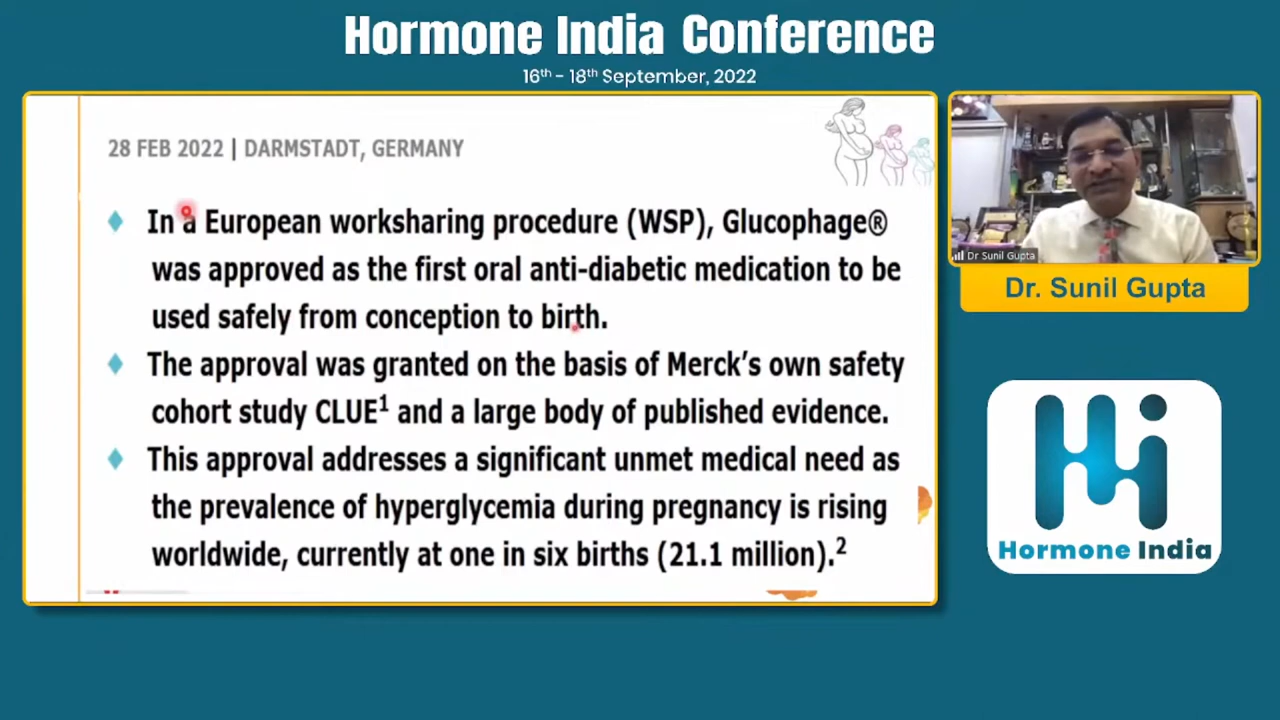 Hormone India Conference
16th - 18th September, 2022
28 FEB 2022 | DARMSTADT, GERMANY
In a European worksharing procedure (WSP), Glucophage®
was approved as the first oral anti-diabetic medication to be
used safely from conception to birth.
The approval was granted on the basis of Merck's own safety
cohort study CLUE1 and a large body of published evidence.
This approval addresses a significant unmet medical need as
the prevalence of hyperglycemia during pregnancy is rising
worldwide, currently at one in six births (21.1 million).2
Dr Sunil Gupta
Dr. Sunil Gupta
Hi
Hormone India